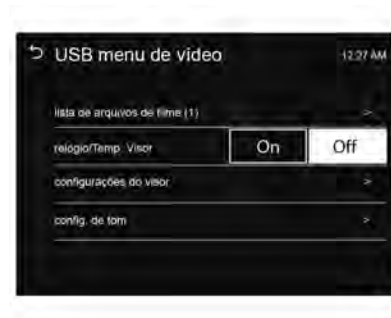 USB menu de vídeo 12:27 AM
lista de arquivos de filme (1) >
relógio/Temp. Visor On Off
configurações do visor >
config. de tom >